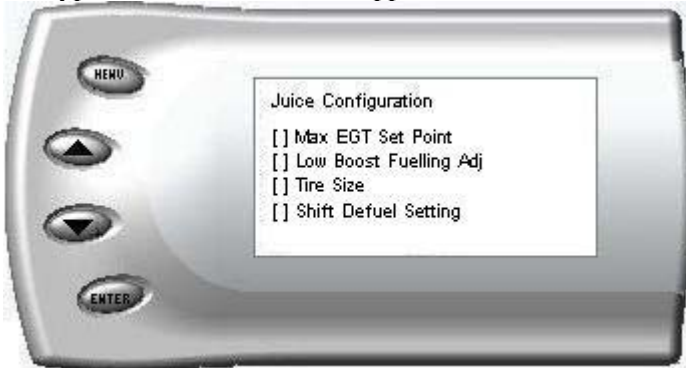 MENU
Juice Configuration
[ ] Max EGT Set Point
[ ] Low Boost Fuelling Adj
[ ] Tire Size
[ ] Shift Defuel Setting
ENTER